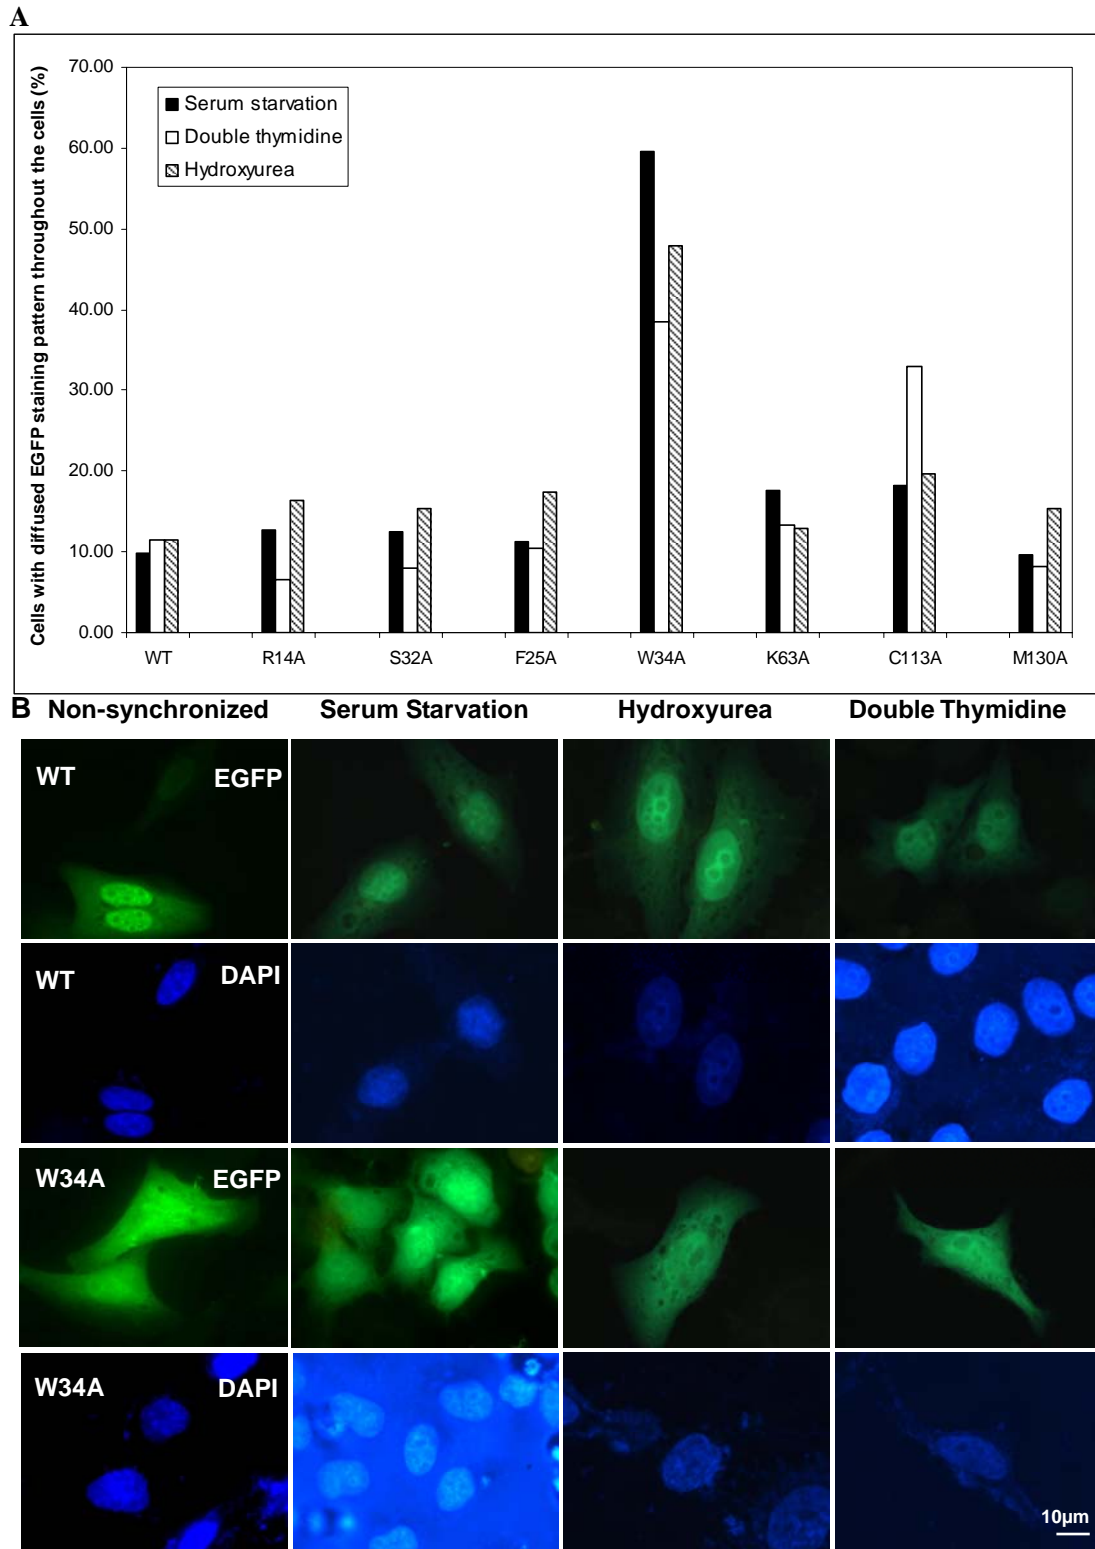 A
Cells with diffused EGFP staining pattern throughout the cells (%)
70.00
60.00
50.00
40.00
30.00
20.00
10.00
0.00
Serum starvation
Double thymidine
Hydroxyurea
WT R14A S32A F25A W34A K63A C113A M130A
B Non-synchronized Serum Starvation Hydroxyurea Double Thymidine
WT EGFP
WT DAPI
W34A EGFP
W34A DAPI
10µm